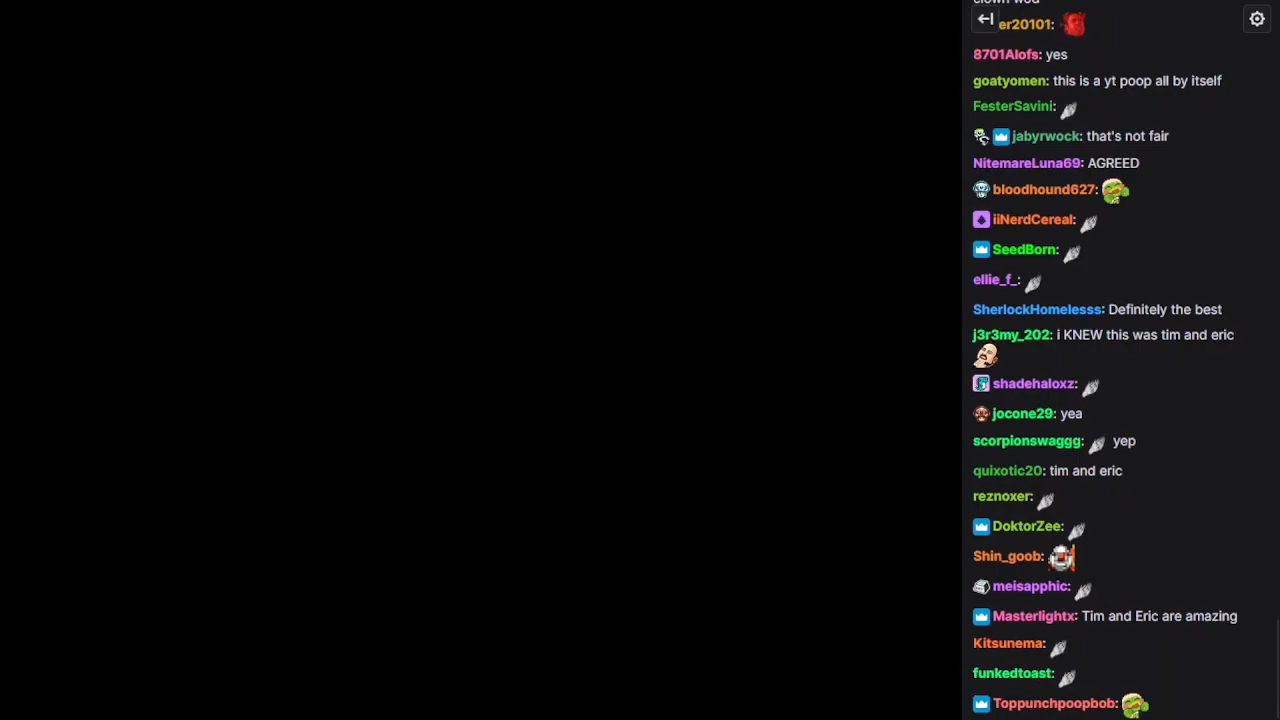 er20101:
8701Alofs: yes
goatyomen: this is a yt poop all by itself
FesterSavini:
jabyrwock: that's not fair
NitemareLuna69: AGREED
bloodhound627:
iiNerdCereal:
SeedBorn:
ellie_f_:
SherlockHomelesss: Definitely the best
j3r3my_202: i KNEW this was tim and eric
shadehaloxz:
jocone29: yea
scorpionswaggg: yep
quixotic20: tim and eric
reznoxer:
DoktorZee:
Shin_goob:
meisapphic:
Masterlightx: Tim and Eric are amazing
Kitsunema:
funkedtoast:
Toppunchpoopbob: